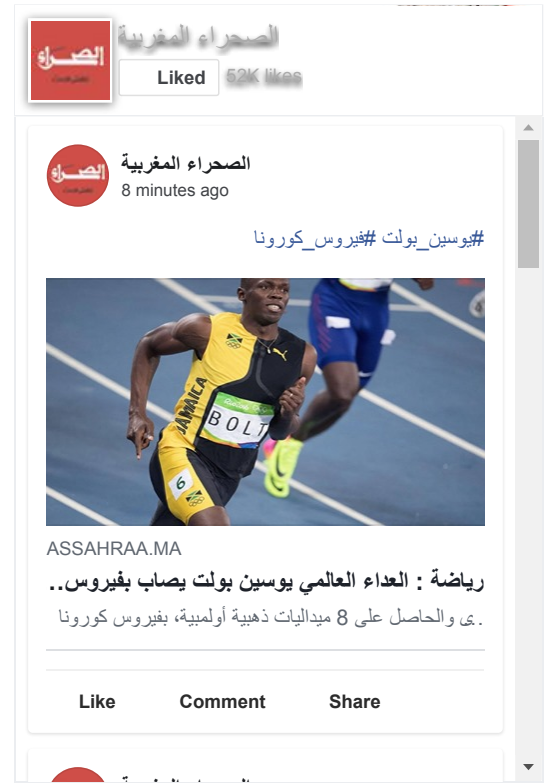 الصحراء المغربية
Liked
52K likes
الصحراء المغربية
8 minutes ago
#يوسين_بولت #فيروس_كورونا
JAMAICA
BOLT
6
ASSAHRAA.MA
رياضة : العداء العالمي يوسين بولت يصاب بفيروس..
والحاصل على 8 ميداليات ذهبية أولمبية، بفيروس كورونا
Like
Comment
Share